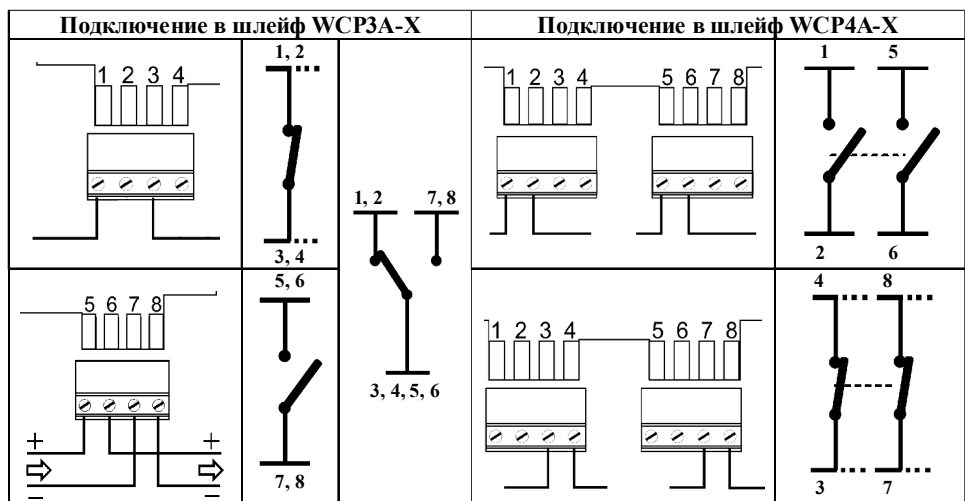 Подключение в шлейф WCP3A-X
Подключение в шлейф WCP4A-X
1 2 3 4
1, 2
3, 4
5 6 7 8
+ +
− −
5, 6
7, 8
1, 2 7, 8
3, 4, 5, 6
1 2 3 4 5 6 7 8
1 5
2 6
1 2 3 4 5 6 7 8
4 8
3 7